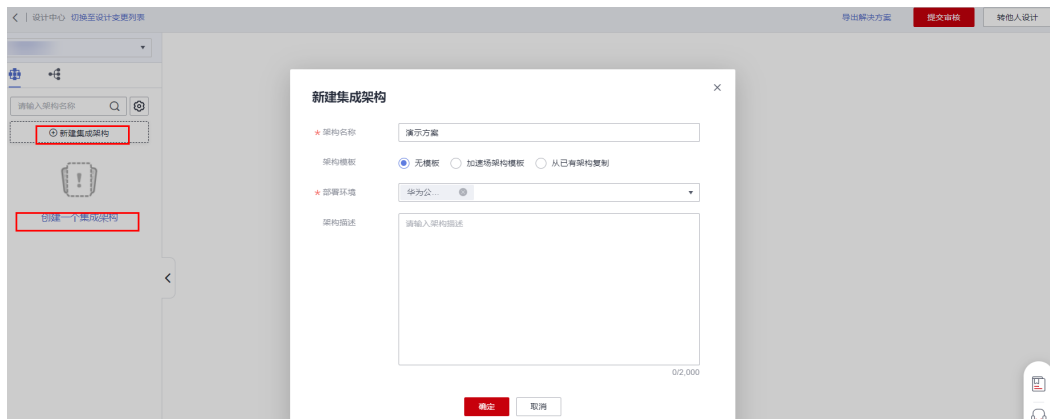 设计中心 切换至设计变更列表
导出解决方案 提交审核 转他人设计
请输入架构名称
新建集成架构
创建一个集成架构
新建集成架构
* 架构名称 演示方案
架构模板 无模板 加速场架构模板 从已有架构复制
* 部署环境 华为公...
架构描述 请输入架构描述
0/2,000
确定 取消